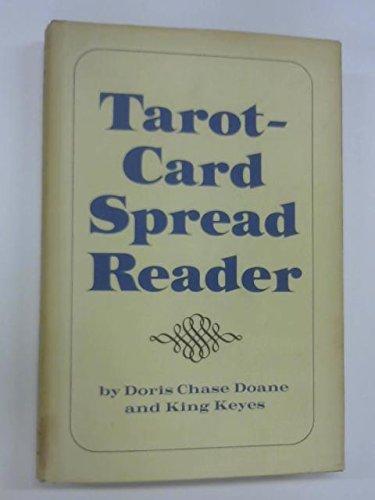 Tarot-
Card
Spread
Reader
by Doris Chase Doane
and King Keyes